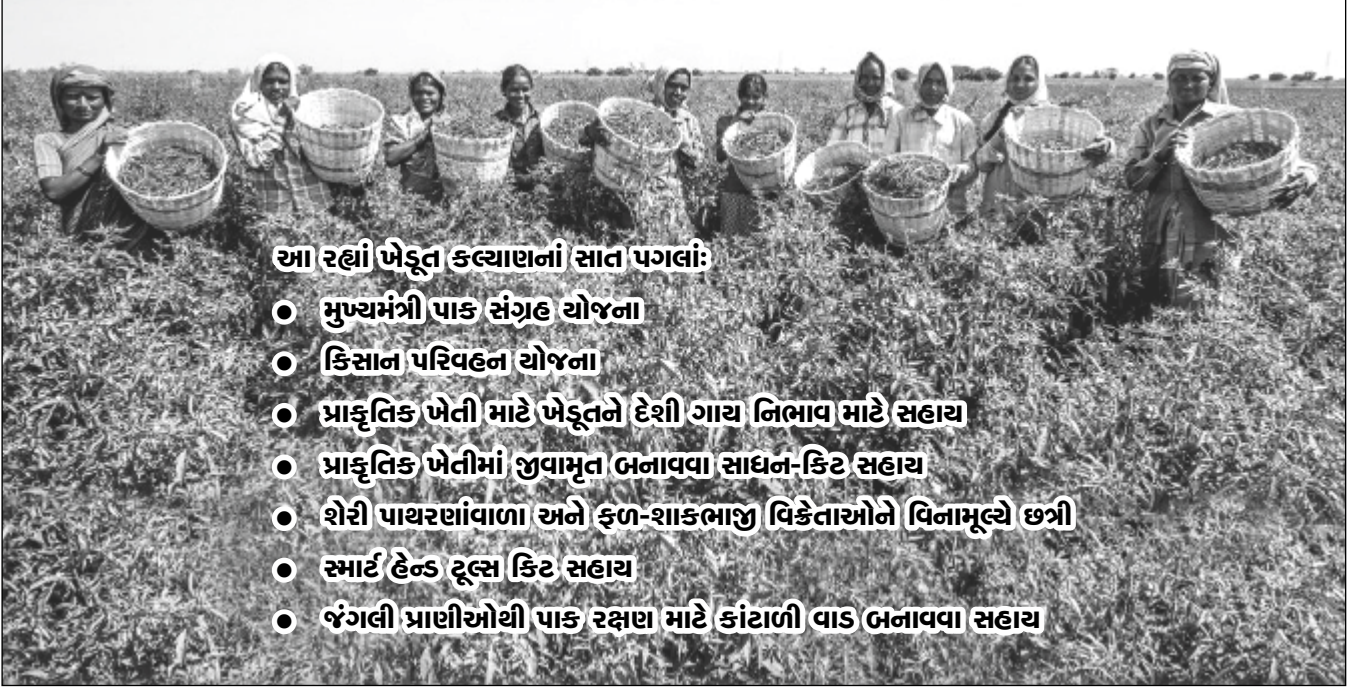 આ રહ્યાં ખેડૂત કલ્યાણનાં સાત પગલાં:
● મુખ્યમંત્રી પાક સંગ્રહ યોજના
● કિસાન પરિવહન યોજના
● પ્રાકૃતિક ખેતી માટે ખેડૂતને દેશી ગાય નિભાવ માટે સહાય
● પ્રાકૃતિક ખેતીમાં જીવામૃત બનાવવા સાધન-કિટ સહાય
● શેરી પાથરણાંવાળા અને ફળ-શાકભાજી વિક્રેતાઓને વિનામૂલ્યે છત્રી
● સ્માર્ટ હેન્ડ ટૂલ્સ કિટ સહાય
● જંગલી પ્રાણીઓથી પાક રક્ષણ માટે કાંટાળી વાડ બનાવવા સહાય